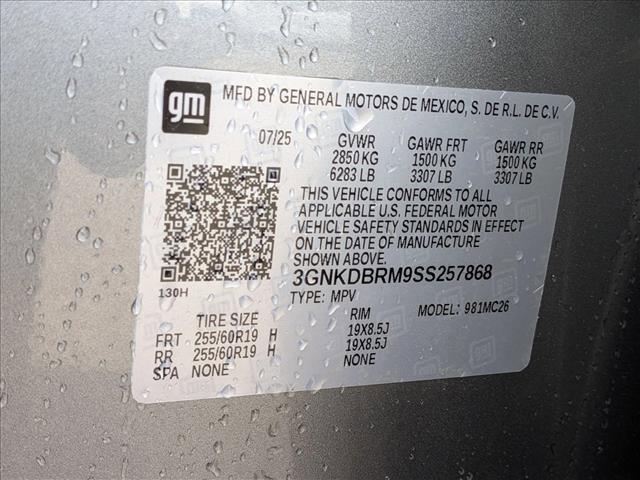 gm
MFD BY GENERAL MOTORS DE MEXICO, S. DE R.L. DE C.V.
07/25 GVWR GAWR FRT GAWR RR
2850 KG 1500 KG 1500 KG
6283 LB 3307 LB 3307 LB
THIS VEHICLE CONFORMS TO ALL
APPLICABLE U.S. FEDERAL MOTOR
VEHICLE SAFETY STANDARDS IN EFFECT
ON THE DATE OF MANUFACTURE
SHOWN ABOVE.
3GNKDBRM9SS257868
130H
TYPE: MPV MODEL: 981MC26
TIRE SIZE RIM
FRT 255/60R19 H 19X8.5J
RR 255/60R19 H 19X8.5J
SPA NONE NONE